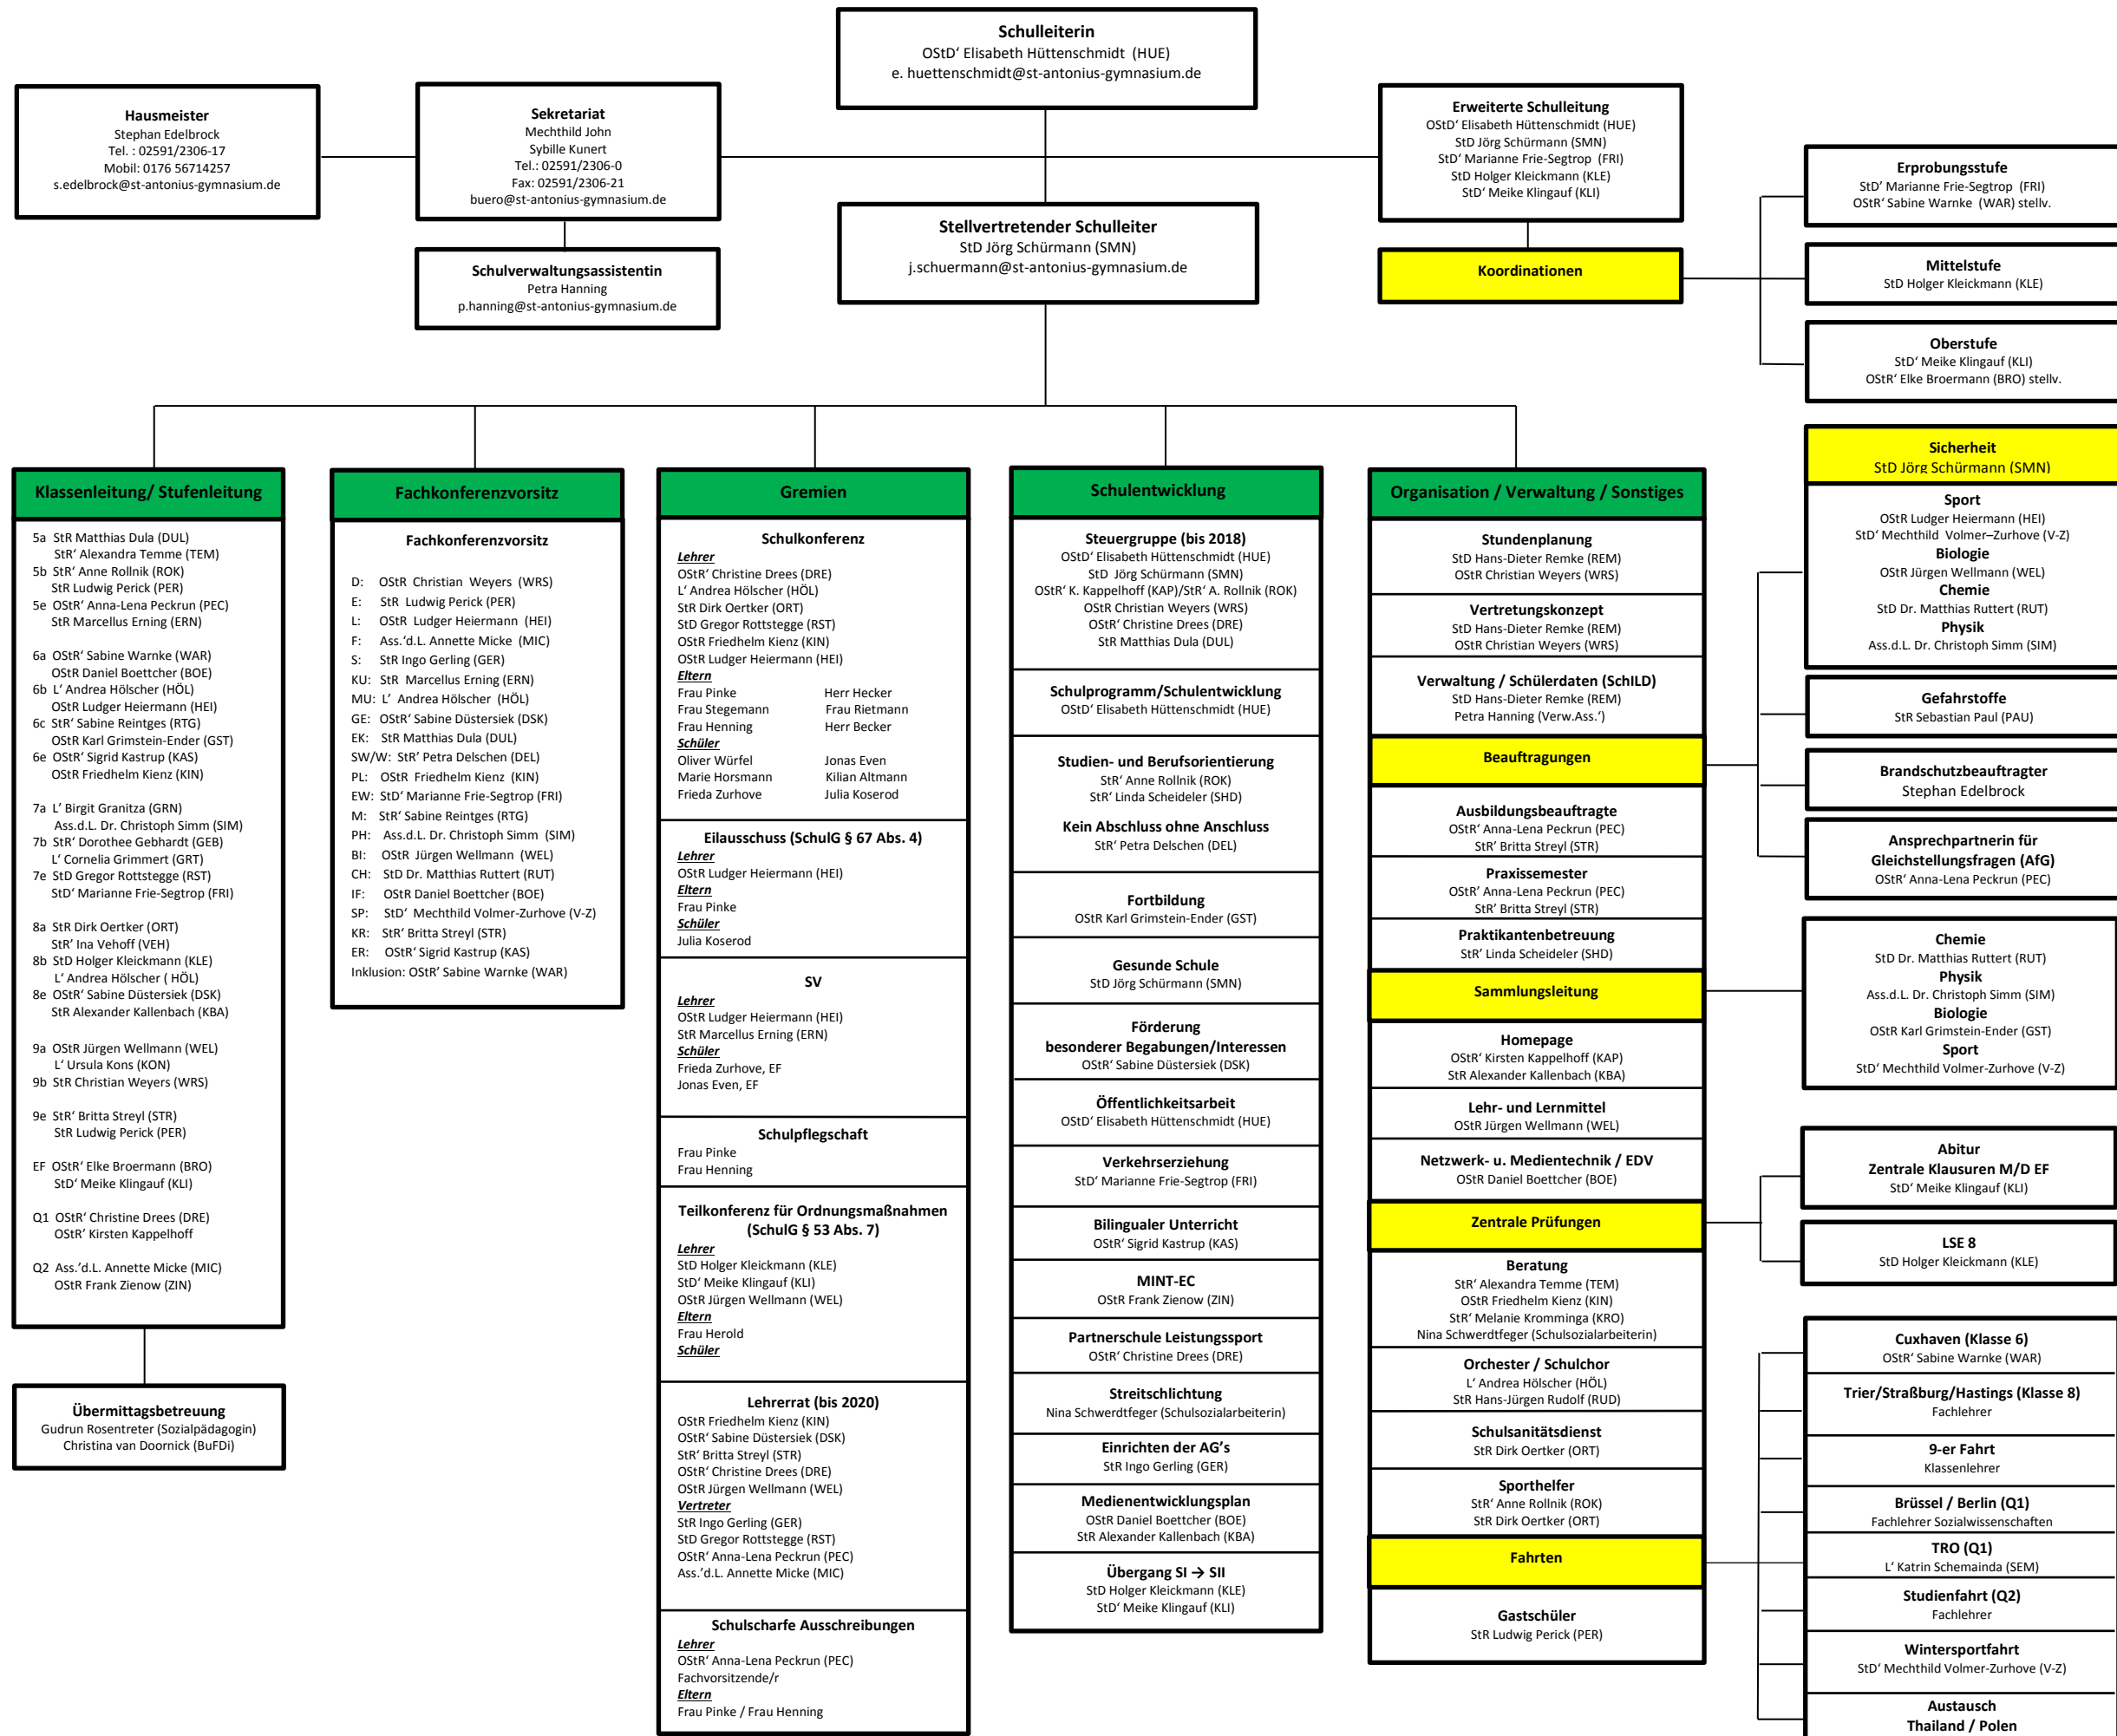 Schulleiterin
OStD‘ Elisabeth Hüttenschmidt (HUE)
e. huettenschmidt@st-antonius-gymnasium.de
Hausmeister
Stephan Edelbrock
Tel. : 02591/2306-17
Mobil: 0176 56714257
s.edelbrock@st-antonius-gymnasium.de
Sekretariat
Mechthild John
Sybille Kunert
Tel.: 02591/2306-0
Fax: 02591/2306-21
buero@st-antonius-gymnasium.de
Erweiterte Schulleitung
OStD‘ Elisabeth Hüttenschmidt (HUE)
StD Jörg Schürmann (SMN)
StD‘ Marianne Frie-Segtrop (FRI)
StD Holger Kleickmann (KLE)
StD‘ Meike Klingauf (KLI)
Stellvertretender Schulleiter
StD Jörg Schürmann (SMN)
j.schuermann@st-antonius-gymnasium.de
Schulverwaltungsassistentin
Petra Hanning
p.hanning@st-antonius-gymnasium.de
Koordinationen
Erprobungsstufe
StD’ Marianne Frie-Segtrop (FRI)
OStR‘ Sabine Warnke (WAR) stellv.
Mittelstufe
StD Holger Kleickmann (KLE)
Oberstufe
StD‘ Meike Klingauf (KLI)
OStR‘ Elke Broermann (BRO) stellv.
Klassenleitung/ Stufenleitung
5a StR Matthias Dula (DUL)
StR‘ Alexandra Temme (TEM)
5b StR‘ Anne Rollnik (ROK)
StR Ludwig Perick (PER)
5e OStR‘ Anna-Lena Peckrun (PEC)
StR Marcellus Erning (ERN)
6a OStR‘ Sabine Warnke (WAR)
OStR Daniel Boettcher (BOE)
6b L‘ Andrea Hölscher (HÖL)
OStR Ludger Heiermann (HEI)
6c StR‘ Sabine Reintges (RTG)
OStR Karl Grimstein-Ender (GST)
6e OStR‘ Sigrid Kastrup (KAS)
OStR Friedhelm Kienz (KIN)
7a L‘ Birgit Granitza (GRN)
Ass.d.L. Dr. Christoph Simm (SIM)
7b StR‘ Dorothee Gebhardt (GEB)
L‘ Cornelia Grimmert (GRT)
7e StD Gregor Rottstegge (RST)
StD‘ Marianne Frie-Segtrop (FRI)
8a StR Dirk Oertker (ORT)
StR’ Ina Vehoff (VEH)
8b StD Holger Kleickmann (KLE)
L‘ Andrea Hölscher ( HÖL)
8e OStR‘ Sabine Düstersiek (DSK)
StR Alexander Kallenbach (KBA)
9a OStR Jürgen Wellmann (WEL)
L‘ Ursula Kons (KON)
9b StR Christian Weyers (WRS)
9e StR‘ Britta Streyl (STR)
StR Ludwig Perick (PER)
EF OStR‘ Elke Broermann (BRO)
StD‘ Meike Klingauf (KLI)
Q1 OStR‘ Christine Drees (DRE)
OStR’ Kirsten Kappelhoff
Q2 Ass.’d.L. Annette Micke (MIC)
OStR Frank Zienow (ZIN)
Übermittagsbetreuung
Gudrun Rosentreter (Sozialpädagogin)
Christina van Doornick (BuFDi)
Fachkonferenzvorsitz
Fachkonferenzvorsitz
D: OStR Christian Weyers (WRS)
E: StR Ludwig Perick (PER)
L: OStR Ludger Heiermann (HEI)
F: Ass.‘d.L. Annette Micke (MIC)
S: StR Ingo Gerling (GER)
KU: StR Marcellus Erning (ERN)
MU: L’ Andrea Hölscher (HÖL)
GE: OStR‘ Sabine Düstersiek (DSK)
EK: StR Matthias Dula (DUL)
SW/W: StR’ Petra Delschen (DEL)
PL: OStR Friedhelm Kienz (KIN)
EW: StD‘ Marianne Frie-Segtrop (FRI)
M: StR‘ Sabine Reintges (RTG)
PH: Ass.d.L. Dr. Christoph Simm (SIM)
BI: OStR Jürgen Wellmann (WEL)
CH: StD Dr. Matthias Ruttert (RUT)
IF: OStR Daniel Boettcher (BOE)
SP: StD‘ Mechthild Volmer-Zurhove (V-Z)
KR: StR‘ Britta Streyl (STR)
ER: OStR‘ Sigrid Kastrup (KAS)
Inklusion: OStR’ Sabine Warnke (WAR)
Gremien
Schulkonferenz
Lehrer
OStR‘ Christine Drees (DRE)
L‘ Andrea Hölscher (HÖL)
StR Dirk Oertker (ORT)
StD Gregor Rottstegge (RST)
OStR Friedhelm Kienz (KIN)
OStR Ludger Heiermann (HEI)
Eltern
Frau Pinke Herr Hecker
Frau Stegemann Frau Rietmann
Frau Henning Herr Becker
Schüler
Oliver Würfel Jonas Even
Marie Horsmann Kilian Altmann
Frieda Zurhove Julia Koserod
Eilausschuss (SchulG § 67 Abs. 4)
Lehrer
OStR Ludger Heiermann (HEI)
Eltern
Frau Pinke
Schüler
Julia Koserod
SV
Lehrer
OStR Ludger Heiermann (HEI)
StR Marcellus Erning (ERN)
Schüler
Frieda Zurhove, EF
Jonas Even, EF
Schulpflegschaft
Frau Pinke
Frau Henning
Teilkonferenz für Ordnungsmaßnahmen
(SchulG § 53 Abs. 7)
Lehrer
StD Holger Kleickmann (KLE)
StD‘ Meike Klingauf (KLI)
OStR Jürgen Wellmann (WEL)
Eltern
Frau Herold
Schüler
Lehrerrat (bis 2020)
OStR Friedhelm Kienz (KIN)
OStR‘ Sabine Düstersiek (DSK)
StR‘ Britta Streyl (STR)
OStR‘ Christine Drees (DRE)
OStR Jürgen Wellmann (WEL)
Vertreter
StR Ingo Gerling (GER)
StD Gregor Rottstegge (RST)
OStR‘ Anna-Lena Peckrun (PEC)
Ass.’d.L. Annette Micke (MIC)
Schulscharfe Ausschreibungen
Lehrer
OStR‘ Anna-Lena Peckrun (PEC)
Fachvorsitzende/r
Eltern
Frau Pinke / Frau Henning
Schulentwicklung
Steuergruppe (bis 2018)
OStD‘ Elisabeth Hüttenschmidt (HUE)
StD Jörg Schürmann (SMN)
OStR‘ K. Kappelhoff (KAP)/StR‘ A. Rollnik (ROK)
OStR Christian Weyers (WRS)
OStR‘ Christine Drees (DRE)
StR Matthias Dula (DUL)
Schulprogramm/Schulentwicklung
OStD‘ Elisabeth Hüttenschmidt (HUE)
Studien- und Berufsorientierung
StR‘ Anne Rollnik (ROK)
StR‘ Linda Scheideler (SHD)
Kein Abschluss ohne Anschluss
StR‘ Petra Delschen (DEL)
Fortbildung
OStR Karl Grimstein-Ender (GST)
Gesunde Schule
StD Jörg Schürmann (SMN)
Förderung
besonderer Begabungen/Interessen
OStR‘ Sabine Düstersiek (DSK)
Öffentlichkeitsarbeit
OStD‘ Elisabeth Hüttenschmidt (HUE)
Verkehrserziehung
StD‘ Marianne Frie-Segtrop (FRI)
Bilingualer Unterricht
OStR‘ Sigrid Kastrup (KAS)
MINT-EC
OStR Frank Zienow (ZIN)
Partnerschule Leistungssport
OStR‘ Christine Drees (DRE)
Streitschlichtung
Nina Schwerdtfeger (Schulsozialarbeiterin)
Einrichten der AG’s
StR Ingo Gerling (GER)
Medienentwicklungsplan
OStR Daniel Boettcher (BOE)
StR Alexander Kallenbach (KBA)
Übergang SI → SII
StD Holger Kleickmann (KLE)
StD‘ Meike Klingauf (KLI)
Organisation / Verwaltung / Sonstiges
Stundenplanung
StD Hans-Dieter Remke (REM)
OStR Christian Weyers (WRS)
Vertretungskonzept
StD Hans-Dieter Remke (REM)
OStR Christian Weyers (WRS)
Verwaltung / Schülerdaten (SchILD)
StD Hans-Dieter Remke (REM)
Petra Hanning (Verw.Ass.‘)
Beauftragungen
Ausbildungsbeauftragte
OStR‘ Anna-Lena Peckrun (PEC)
StR‘ Britta Streyl (STR)
Praxissemester
OStR‘ Anna-Lena Peckrun (PEC)
StR‘ Britta Streyl (STR)
Praktikantenbetreuung
StR‘ Linda Scheideler (SHD)
Sammlungsleitung
Homepage
OStR‘ Kirsten Kappelhoff (KAP)
StR Alexander Kallenbach (KBA)
Lehr- und Lernmittel
OStR Jürgen Wellmann (WEL)
Netzwerk- u. Medientechnik / EDV
OStR Daniel Boettcher (BOE)
Zentrale Prüfungen
Beratung
StR‘ Alexandra Temme (TEM)
OStR Friedhelm Kienz (KIN)
StR‘ Melanie Kromminga (KRO)
Nina Schwerdtfeger (Schulsozialarbeiterin)
Orchester / Schulchor
L‘ Andrea Hölscher (HÖL)
StR Hans-Jürgen Rudolf (RUD)
Schulsanitätsdienst
StR Dirk Oertker (ORT)
Sporthelfer
StR‘ Anne Rollnik (ROK)
StR Dirk Oertker (ORT)
Fahrten
Gastschüler
StR Ludwig Perick (PER)
Sicherheit
StD Jörg Schürmann (SMN)
Sport
OStR Ludger Heiermann (HEI)
StD‘ Mechthild Volmer–Zurhove (V-Z)
Biologie
OStR Jürgen Wellmann (WEL)
Chemie
StD Dr. Matthias Ruttert (RUT)
Physik
Ass.d.L. Dr. Christoph Simm (SIM)
Gefahrstoffe
StR Sebastian Paul (PAU)
Brandschutzbeauftragter
Stephan Edelbrock
Ansprechpartnerin für
Gleichstellungsfragen (AfG)
OStR‘ Anna-Lena Peckrun (PEC)
Chemie
StD Dr. Matthias Ruttert (RUT)
Physik
Ass.d.L. Dr. Christoph Simm (SIM)
Biologie
OStR Karl Grimstein-Ender (GST)
Sport
StD‘ Mechthild Volmer-Zurhove (V-Z)
Abitur
Zentrale Klausuren M/D EF
StD‘ Meike Klingauf (KLI)
LSE 8
StD Holger Kleickmann (KLE)
Cuxhaven (Klasse 6)
OStR‘ Sabine Warnke (WAR)
Trier/Straßburg/Hastings (Klasse 8)
Fachlehrer
9-er Fahrt
Klassenlehrer
Brüssel / Berlin (Q1)
Fachlehrer Sozialwissenschaften
TRO (Q1)
L‘ Katrin Schemainda (SEM)
Studienfahrt (Q2)
Fachlehrer
Wintersportfahrt
StD‘ Mechthild Volmer-Zurhove (V-Z)
Austausch
Thailand / Polen